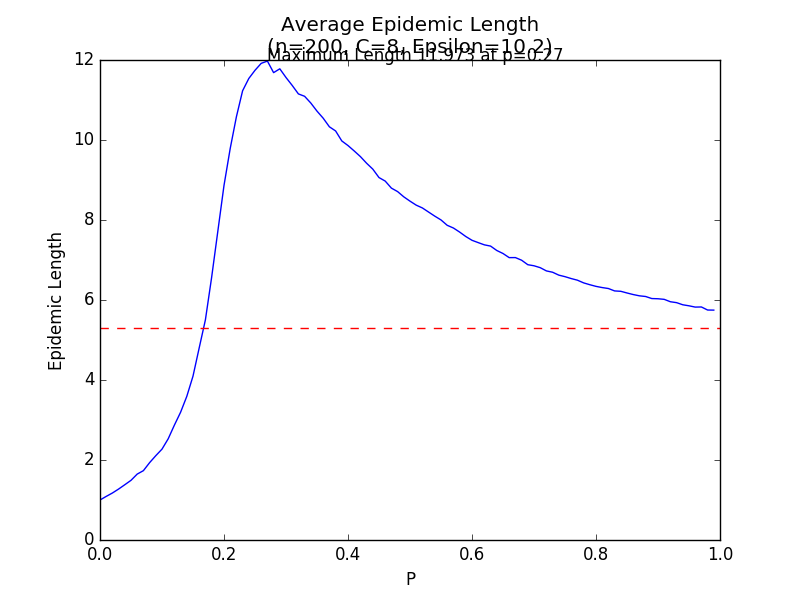 Average Epidemic Length
(n=200, C=8, Epsilon=10.2)
Maximum Length 11.973 at p=0.27
12
10
8
6
4
2
0
Epidemic Length
0.0 0.2 0.4 0.6 0.8 1.0
P